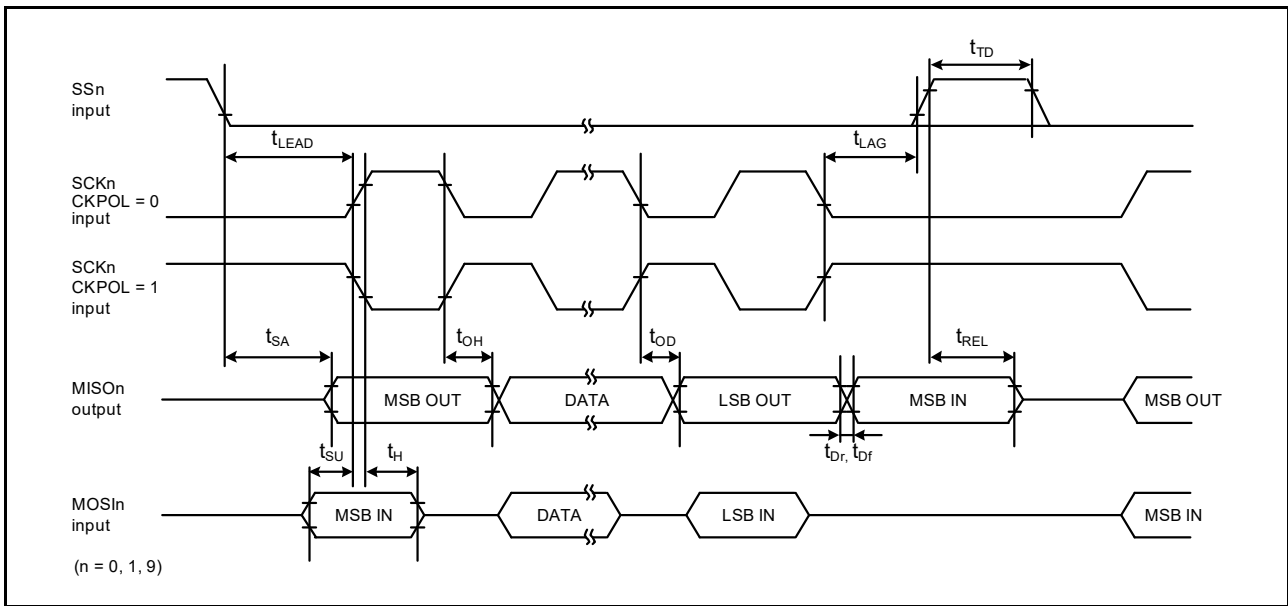 SSn
input
tTD
tLEAD
tLAG
SCKn
CKPOL = 0
input
SCKn
CKPOL = 1
input
tSA
tOH
tOD
tREL
MISOn
output
MSB OUT
DATA
LSB OUT
MSB IN
MSB OUT
tSU
tH
tDr, tDf
MOSIn
input
MSB IN
DATA
LSB IN
MSB IN
(n = 0, 1, 9)